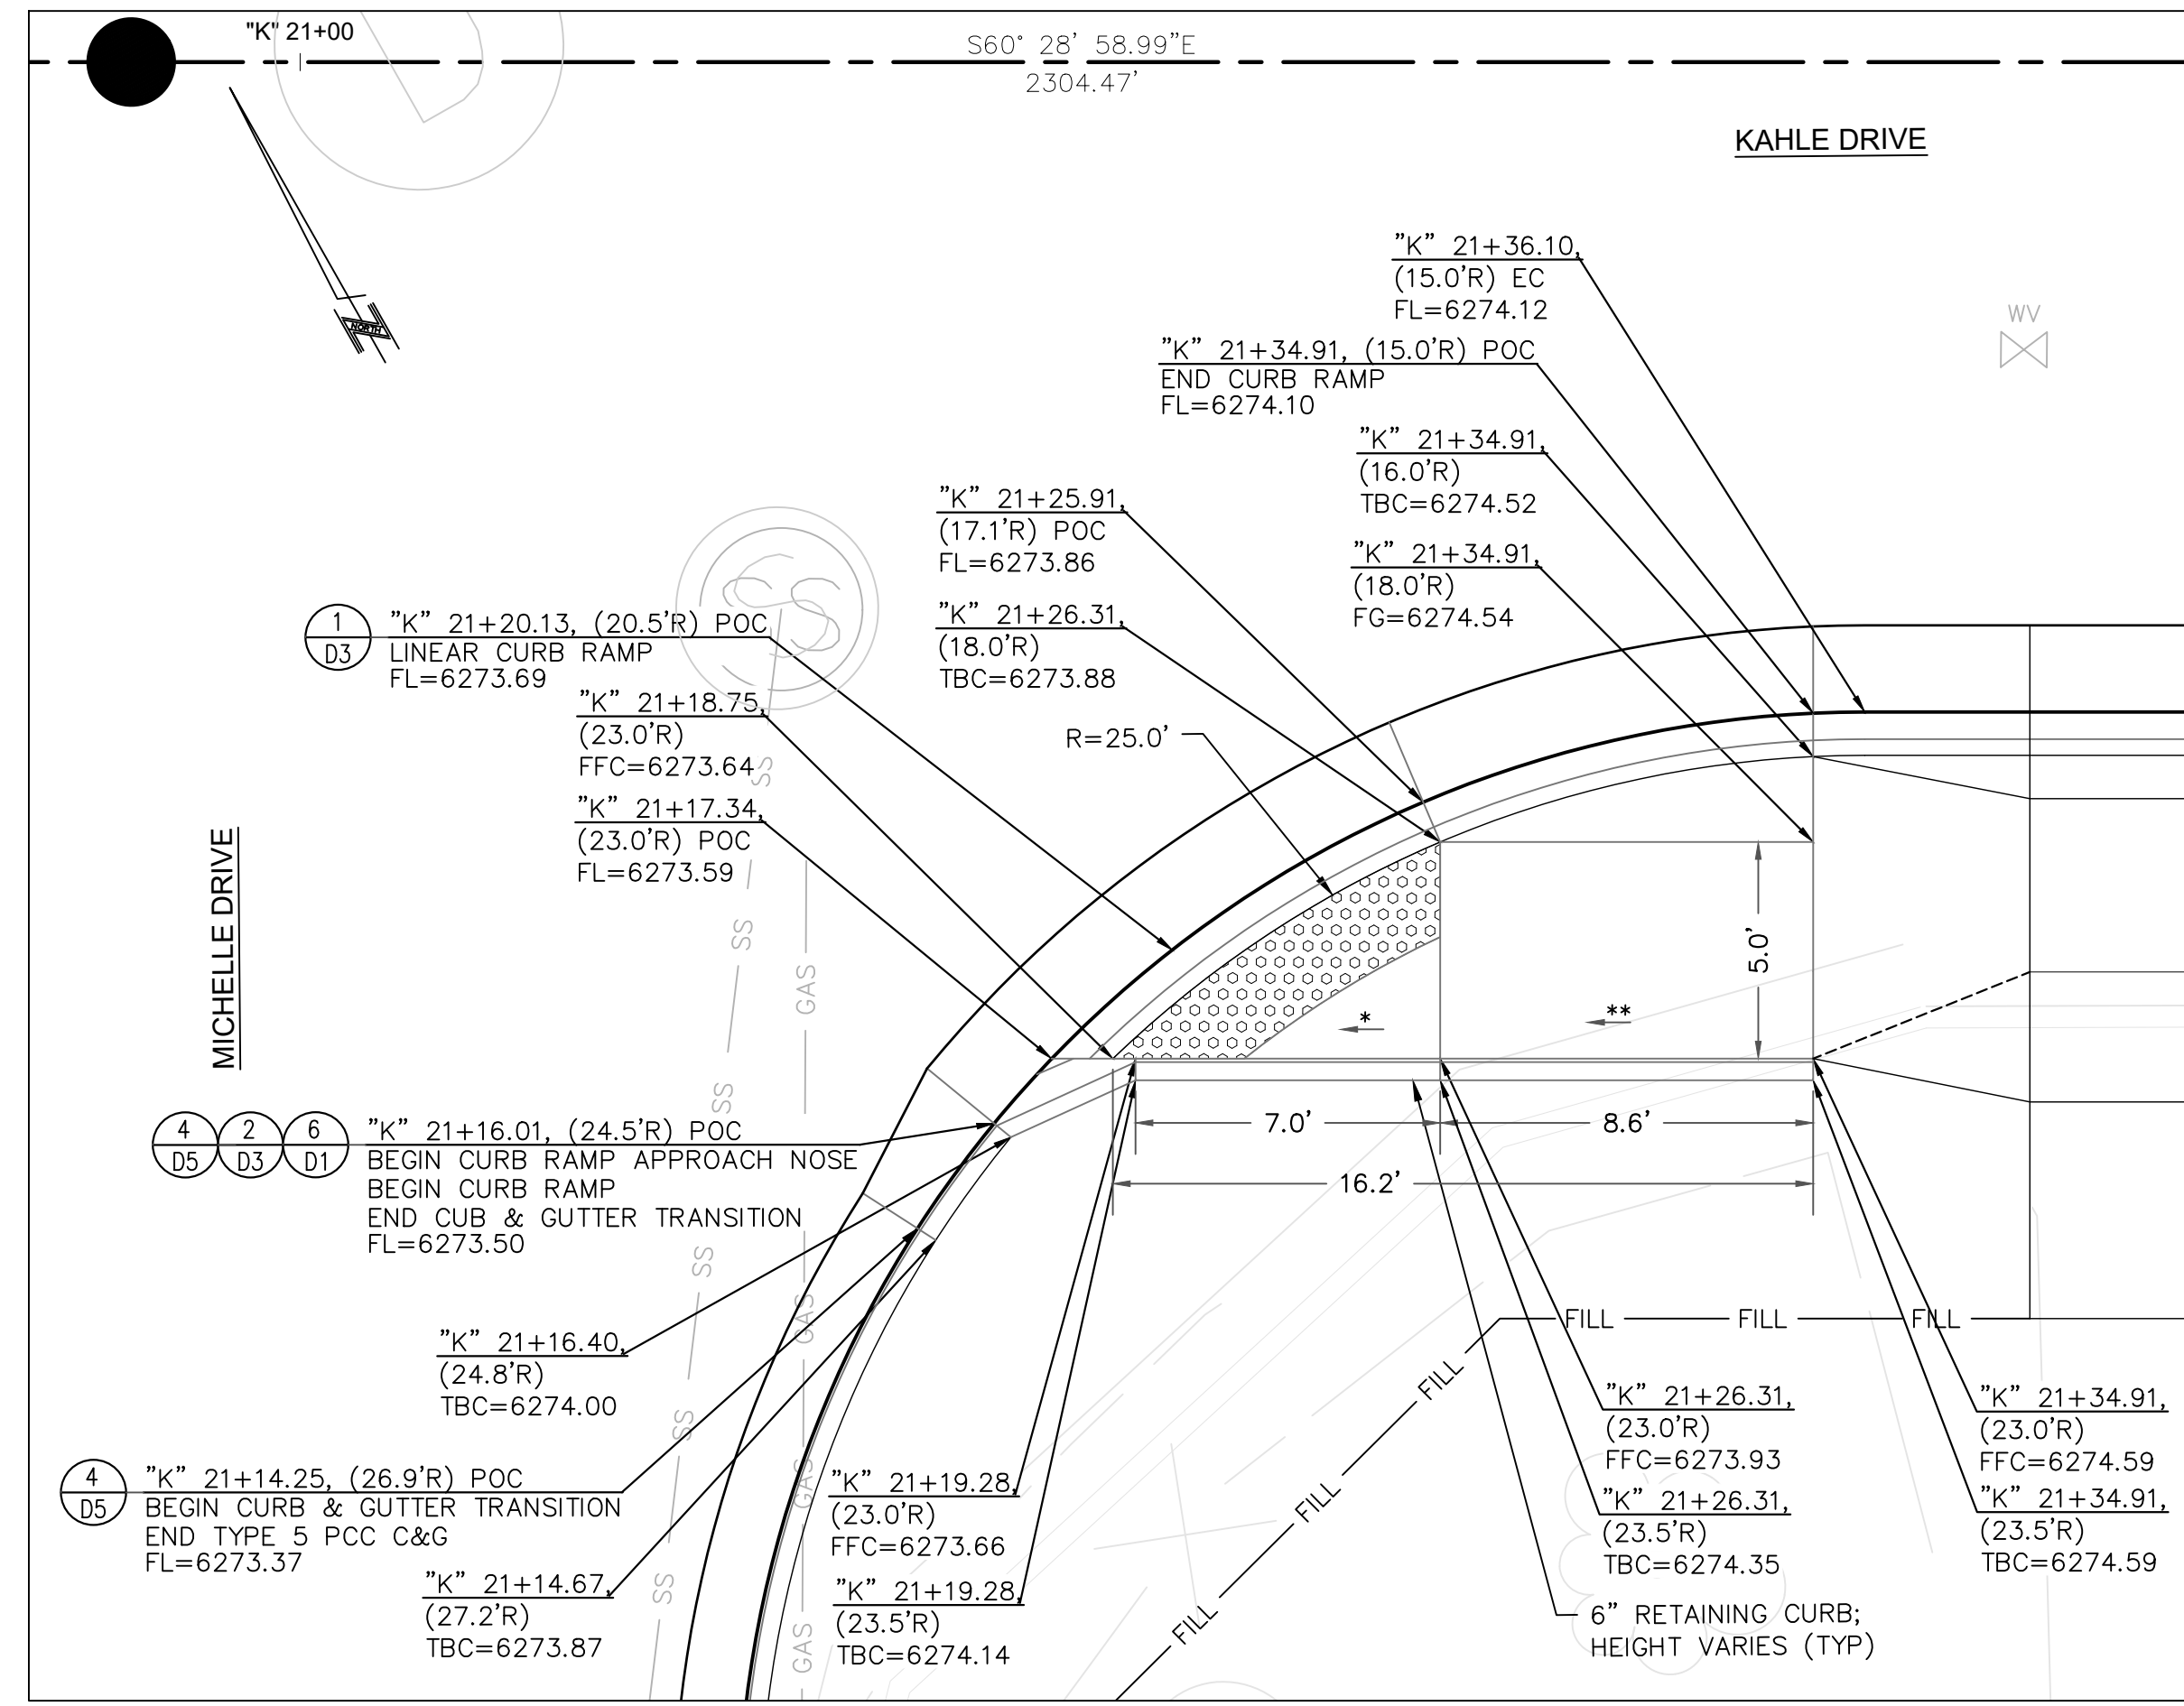 "K" 21+00
S60° 28' 58.99"E
2304.47'
KAHLE DRIVE
NORTH
"K" 21+36.10,
(15.0'R) EC
FL=6274.12
WV
"K" 21+34.91, (15.0'R) POC
END CURB RAMP
FL=6274.10
"K" 21+34.91,
(16.0'R)
TBC=6274.52
"K" 21+25.91,
(17.1'R) POC
FL=6273.86
"K" 21+34.91,
(18.0'R)
FG=6274.54
"K" 21+26.31,
(18.0'R)
TBC=6273.88
1
D3
"K" 21+20.13, (20.5'R) POC
LINEAR CURB RAMP
FL=6273.69
S
"K" 21+18.75,
(23.0'R)
FFC=6273.64
R=25.0'
"K" 21+17.34,
(23.0'R) POC
FL=6273.59
MICHELLE DRIVE
SS
SS
SS
SS
SS
SS
GAS
GAS
GAS
GAS
5.0'
*
**
7.0'
8.6'
16.2'
4
D5
2
D3
6
D1
"K" 21+16.01, (24.5'R) POC
BEGIN CURB RAMP APPROACH NOSE
BEGIN CURB RAMP
END CUB & GUTTER TRANSITION
FL=6273.50
"K" 21+16.40,
(24.8'R)
TBC=6274.00
FILL
FILL
FILL
FILL
FILL
FILL
4
D5
"K" 21+14.25, (26.9'R) POC
BEGIN CURB & GUTTER TRANSITION
END TYPE 5 PCC C&G
FL=6273.37
"K" 21+14.67,
(27.2'R)
TBC=6273.87
"K" 21+19.28,
(23.0'R)
FFC=6273.66
"K" 21+19.28,
(23.5'R)
TBC=6274.14
"K" 21+26.31,
(23.0'R)
FFC=6273.93
"K" 21+26.31,
(23.5'R)
TBC=6274.35
"K" 21+34.91,
(23.0'R)
FFC=6274.59
"K" 21+34.91,
(23.5'R)
TBC=6274.59
6" RETAINING CURB;
HEIGHT VARIES (TYP)